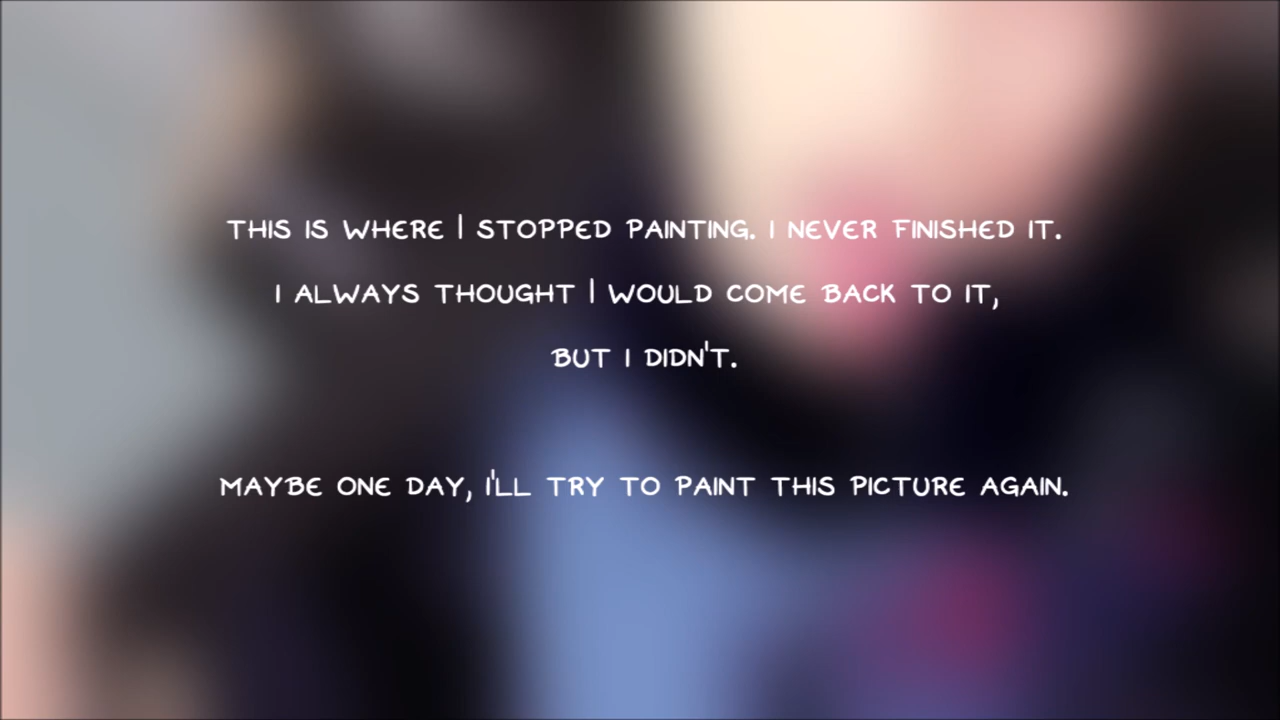 THIS IS WHERE I STOPPED PAINTING. I NEVER FINISHED IT.
I ALWAYS THOUGHT I WOULD COME BACK TO IT,
BUT I DIDN'T.
MAYBE ONE DAY, I'LL TRY TO PAINT THIS PICTURE AGAIN.